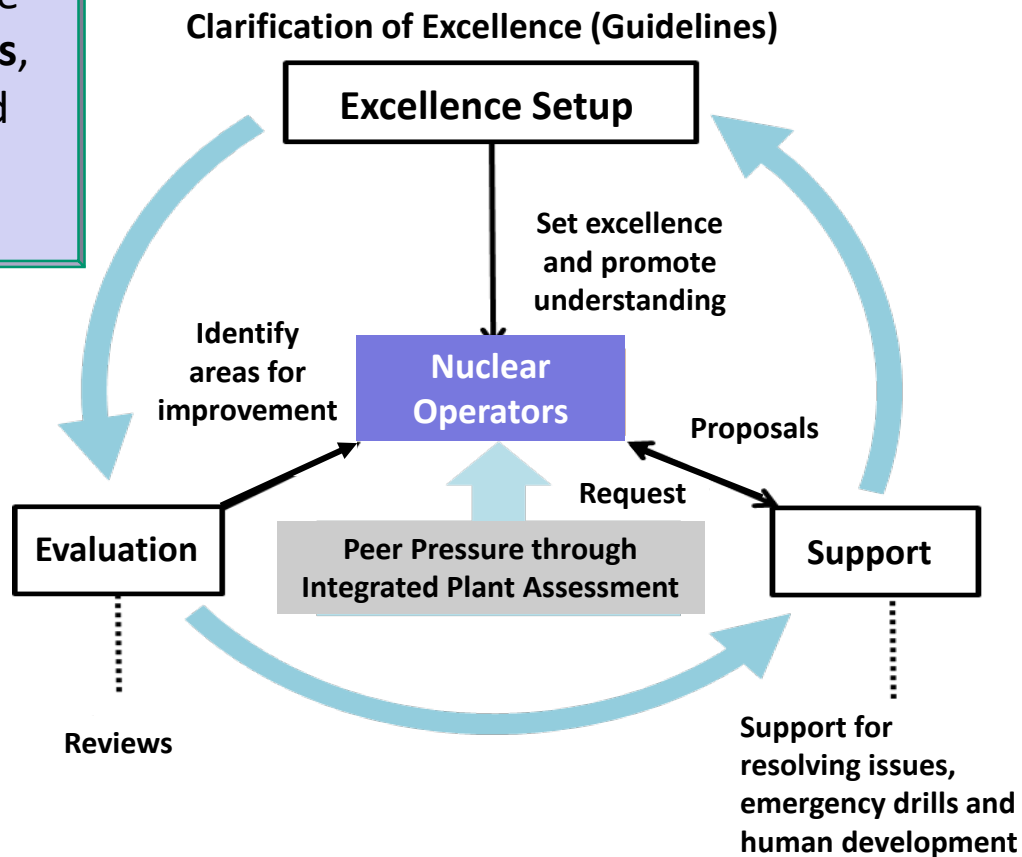 e
s,
d
Clarification of Excellence (Guidelines)
Excellence Setup
Set excellence
and promote
understanding
Identify
areas for
improvement
Nuclear
Operators
Proposals
Request
Evaluation
Peer Pressure through
Integrated Plant Assessment
Support
Reviews
Support for
resolving issues,
emergency drills and
human development